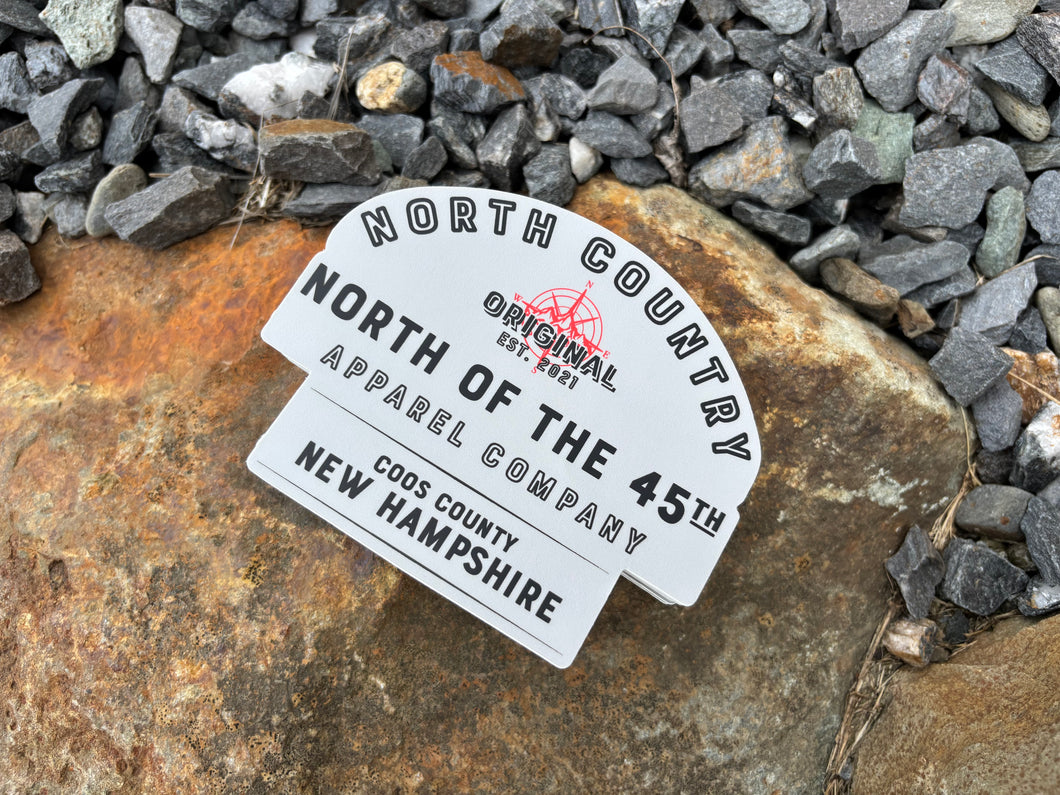 NORTH COUNTRY
N
W E
ORIGINAL
EST. 2021
S
NORTH OF THE 45TH
APPAREL COMPANY
COOS COUNTY
NEW HAMPSHIRE